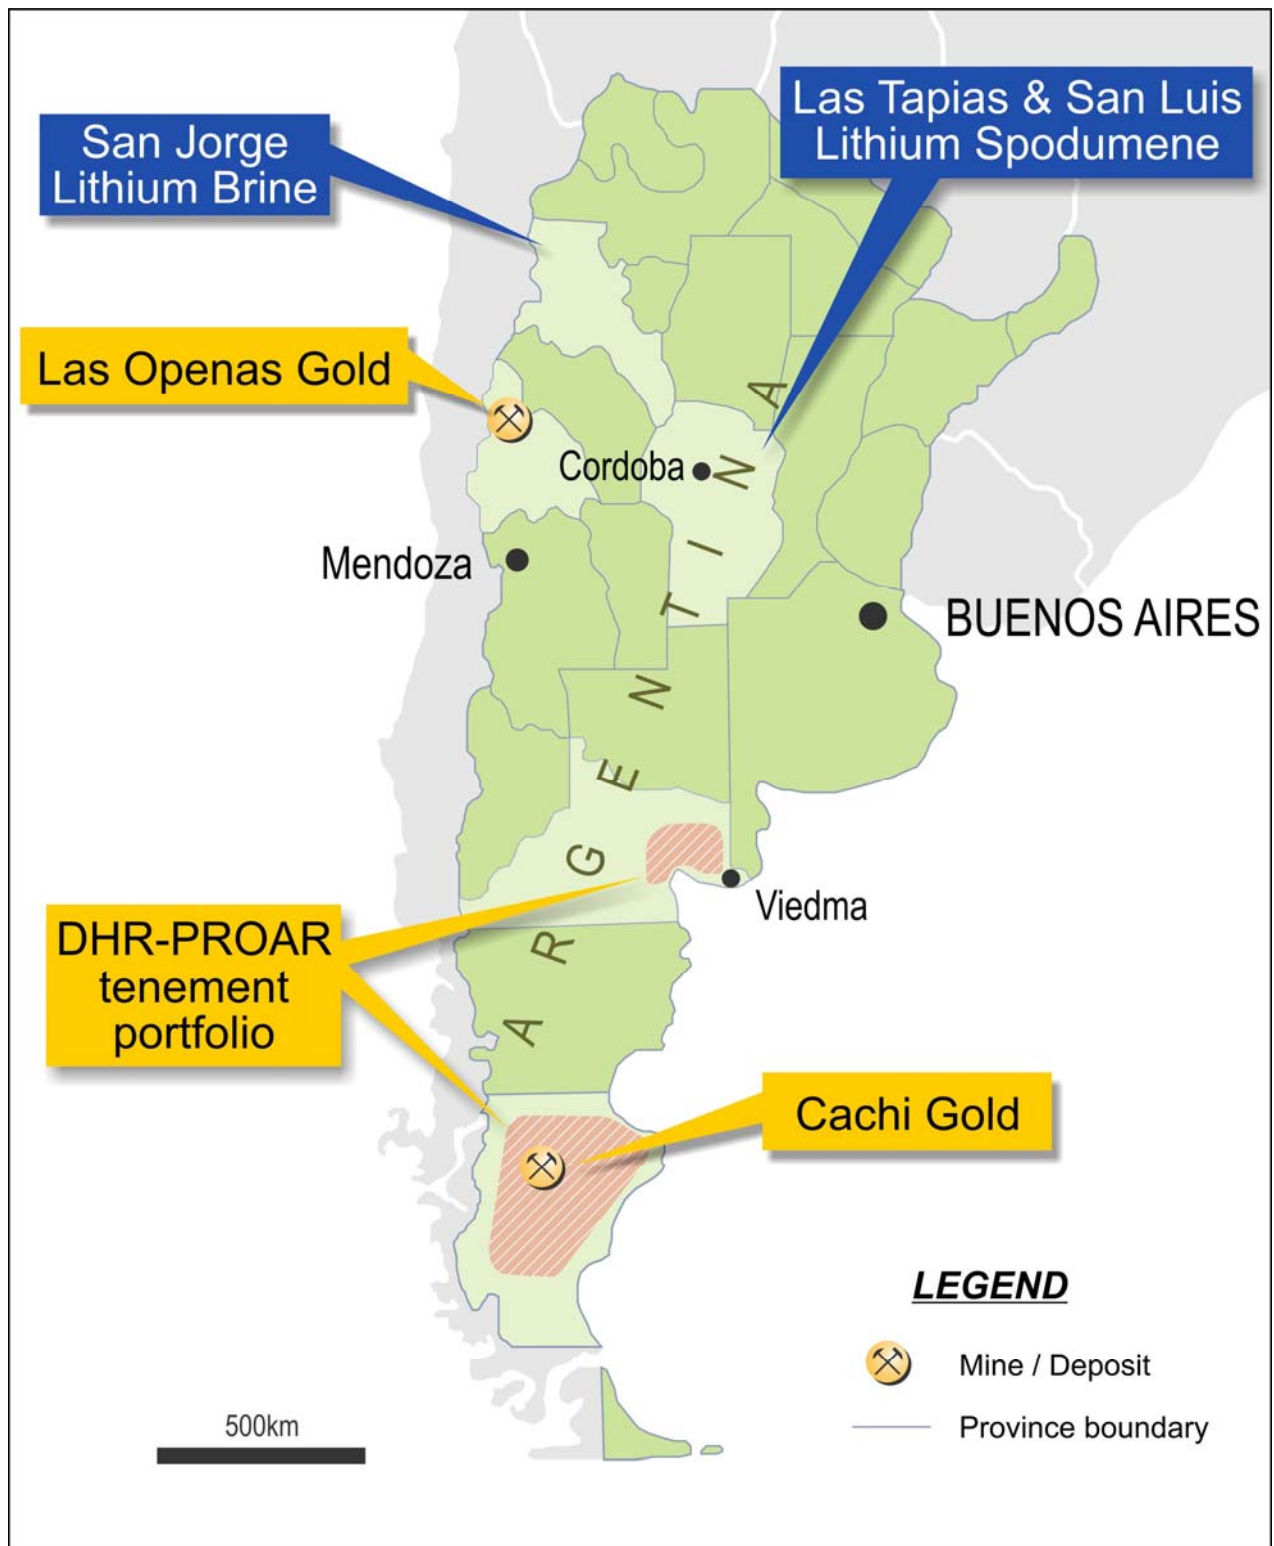 Las Tapias & San Luis
Lithium Spodumene
San Jorge
Lithium Brine
Las Openas Gold
Cordoba
Mendoza
BUENOS AIRES
ARGENTINA
Viedma
DHR-PROAR
tenement
portfolio
Cachi Gold
LEGEND
Mine / Deposit
Province boundary
500km